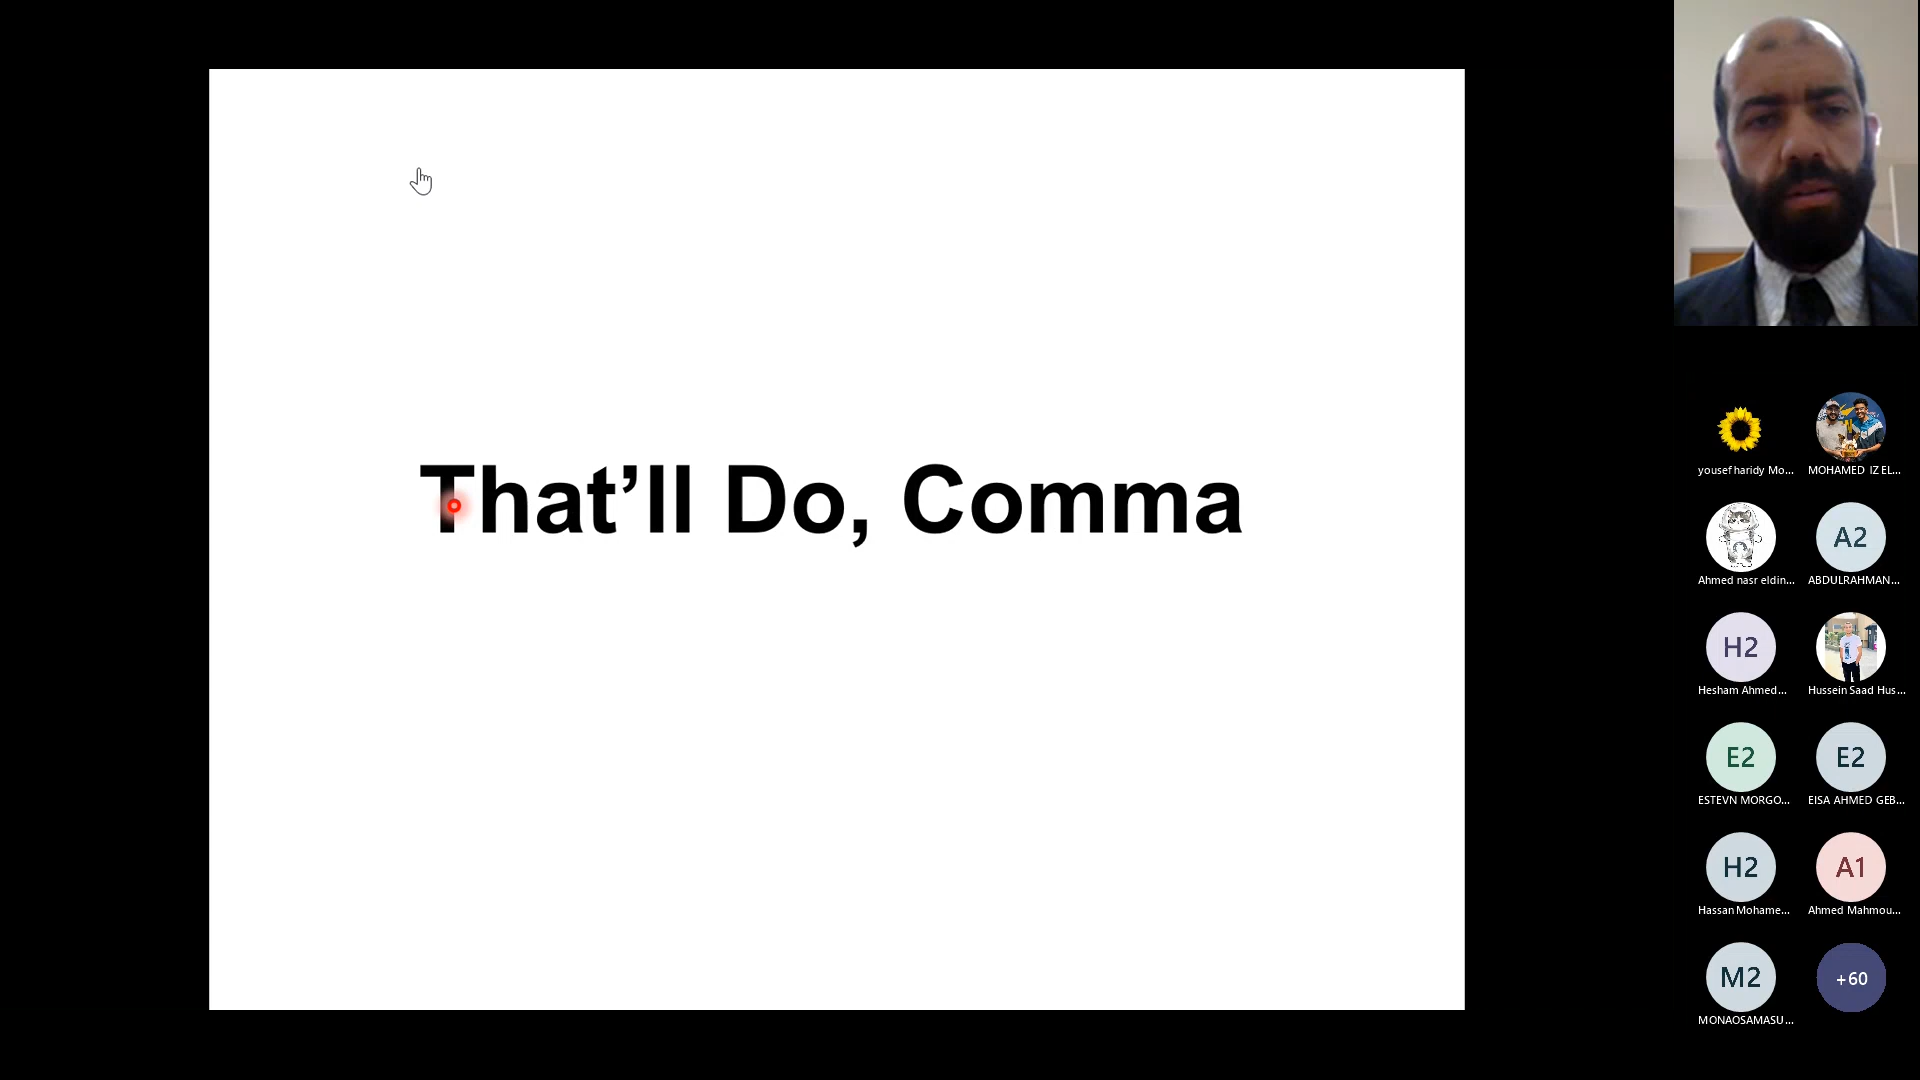 That’ll Do, Comma
yousef haridy Mo...
MOHAMED IZ EL...
Ahmed nasr eldin...
A2
ABDULRAHMAN...
H2
Hesham Ahmed...
Hussein Saad Hus...
E2
ESTEVN MORGO...
E2
EISA AHMED GEB...
H2
Hassan Mohame...
A1
Ahmed Mahmou...
M2
MONAOSAMASU...
+60